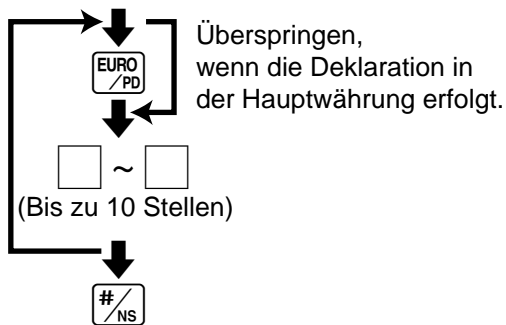 Überspringen,
wenn die Deklaration in
der Hauptwährung erfolgt.
EURO
/PD
~
(Bis zu 10 Stellen)
#/NS